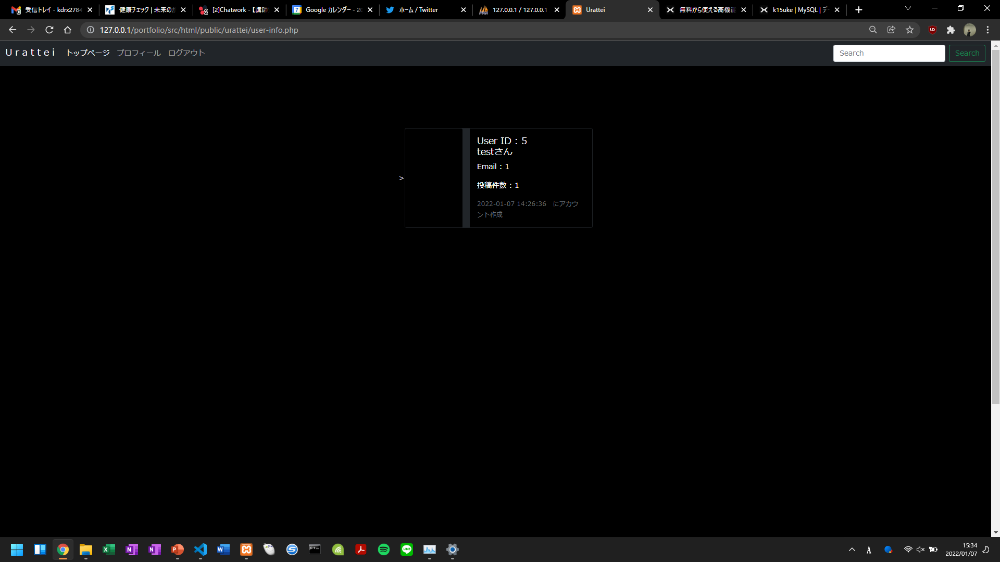 受信トレイ - kdrx2784
健康チェック | 未来のか
[2]Chatwork - 【講師
Google カレンダー - 20
ホーム / Twitter
127.0.0.1 / 127.0.0.1
Urattei
無料から使える高機能
k15uke | MySQL | デ
127.0.0.1/portfolio/src/html/public/urattei/user-info.php
Urattei トップページ プロフィール ログアウト
Search
Search
User ID : 5
testさん
Email : 1
投稿件数 : 1
2022-01-07 14:26:36 にアカウ
ント作成
>
A
15:34
2022/01/07